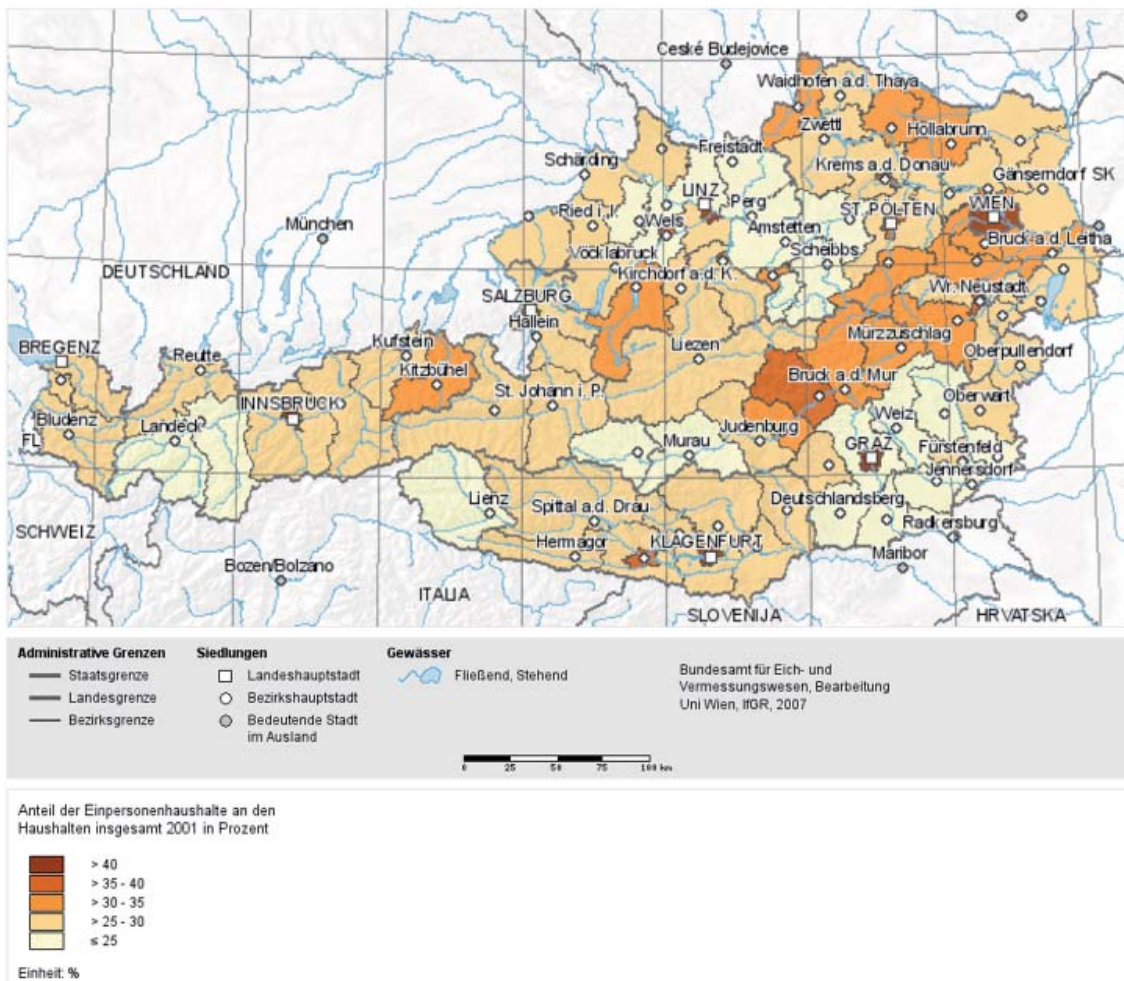 České Budejovice
Waidhofen a.d. Thaya
Zwettl
Hollabrunn
Freistadt
Schärding
Krems a.d. Donau
Gänserndorf SK
LINZ
Perg
ST. PÖLTEN
WIEN
Ried i. I.
Wels
Amstetten
München
Bruck a.d. Leitha
Vöcklabruck
Scheibbs
DEUTSCHLAND
Kirchdorf a.d. K.
Wr. Neustadt
SALZBURG
Hallein
Mürzzuschlag
BREGENZ
Reutte
Kufstein
Liezen
Oberpullendorf
Kitzbühel
Bruck a.d. Mur
St. Johann i. P.
INNSBRUCK
Oberwart
Bludenz
Landeck
Weiz
FL
Murau
Judenburg
GRAZ
Fürstenfeld
Jennersdorf
Lienz
Spittal a.d. Drau
Deutschlandsberg
SCHWEIZ
Radkersburg
Hermagor
KLAGENFURT
Maribor
Bozen/Bolzano
ITALIA
SLOVENIJA
HRVATSKA
Administrative Grenzen
Staatsgrenze
Landesgrenze
Bezirksgrenze
Siedlungen
Landeshauptstadt
Bezirkshauptstadt
Bedeutende Stadt
im Ausland
Gewässer
Fließend, Stehend
Bundesamt für Eich- und
Vermessungswesen, Bearbeitung
Uni Wien, IfGR, 2007
0 25 50 75 100 km
Anteil der Einpersonenhaushalte an den
Haushalten insgesamt 2001 in Prozent
> 40
> 35 - 40
> 30 - 35
> 25 - 30
≤ 25
Einheit: %